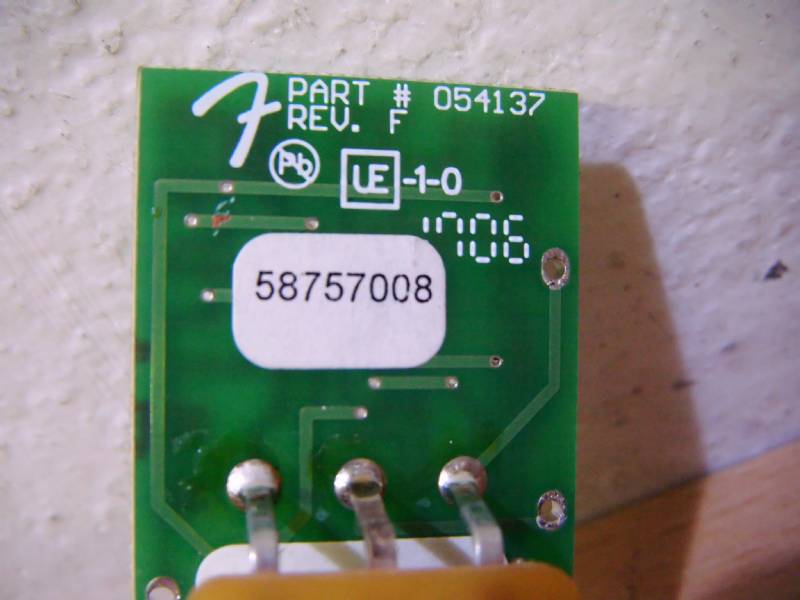 F PART # 054137
REV. F
Pb UE-1-0
1706
58757008